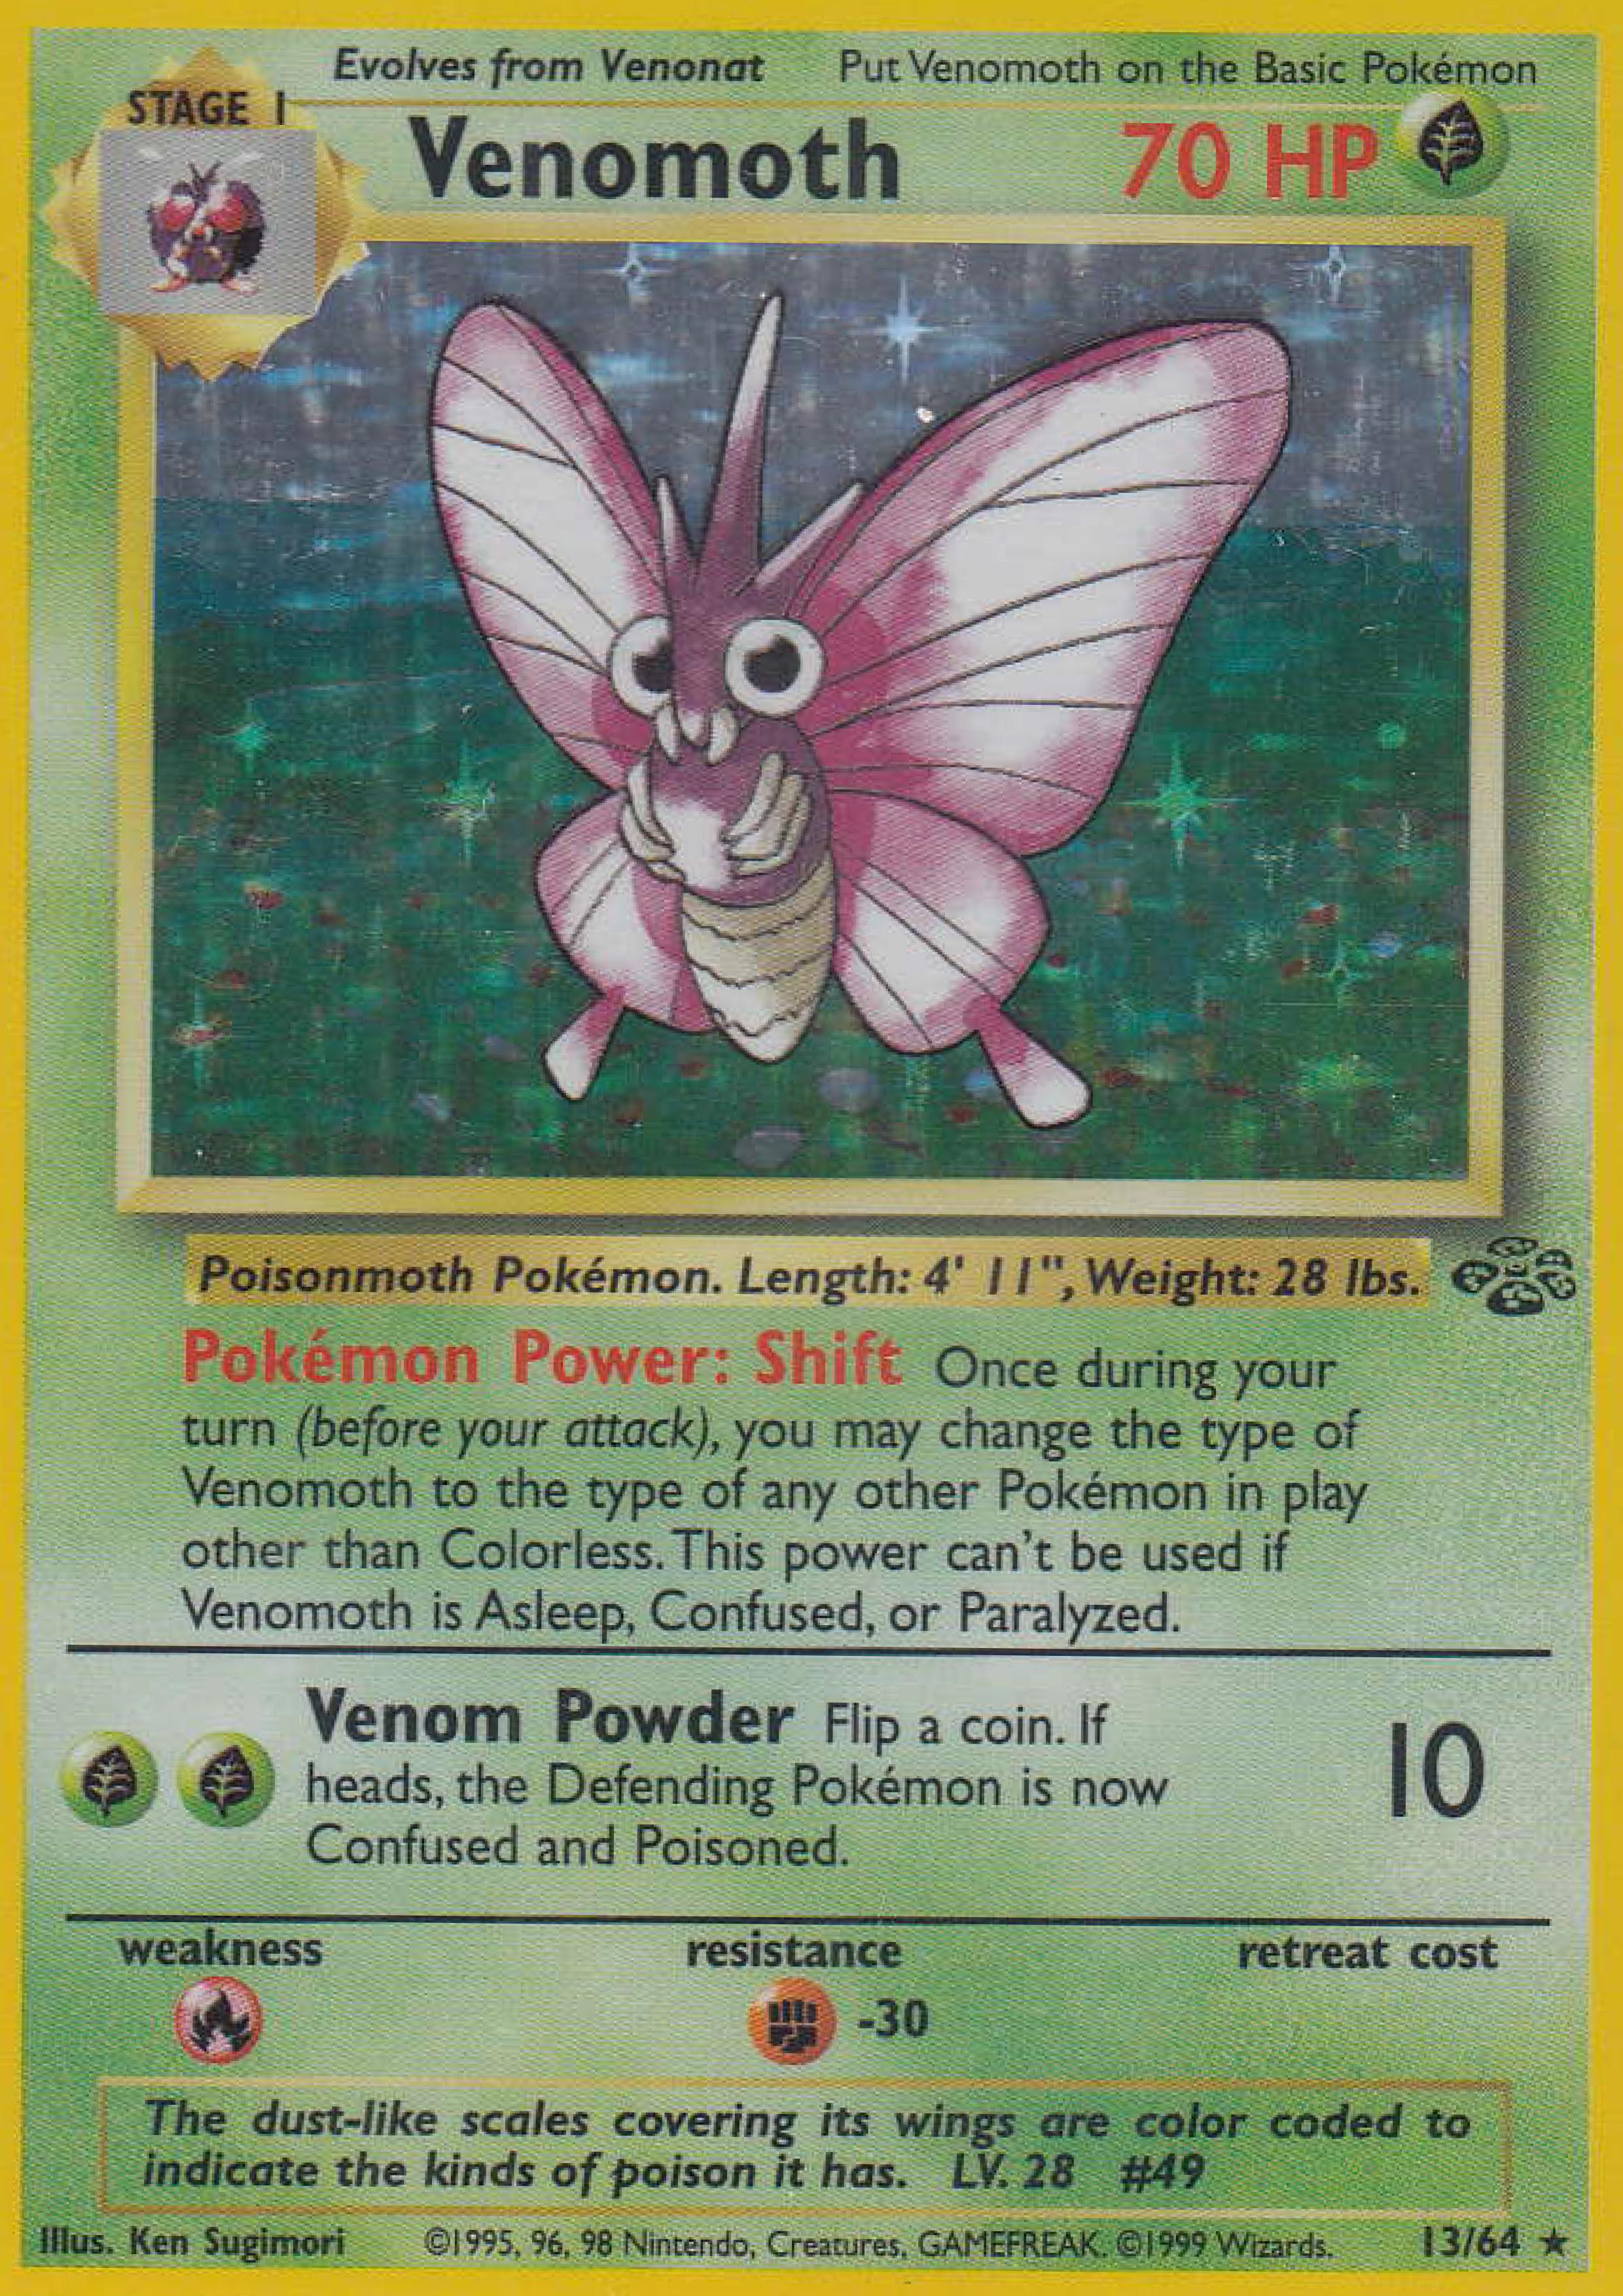 Evolves from Venonat    Put Venomoth on the Basic Pokémon
STAGE 1
Venomoth    70 HP
Poisonmoth Pokémon. Length: 4' 11", Weight: 28 lbs.
Pokémon Power: Shift Once during your
turn (before your attack), you may change the type of
Venomoth to the type of any other Pokémon in play
other than Colorless. This power can't be used if
Venomoth is Asleep, Confused, or Paralyzed.
Venom Powder Flip a coin. If
heads, the Defending Pokémon is now
Confused and Poisoned.
10
weakness    resistance    retreat cost
-30
The dust-like scales covering its wings are color coded to
indicate the kinds of poison it has.   LV. 28   #49
Illus. Ken Sugimori    ©1995, 96, 98 Nintendo, Creatures, GAMEFREAK. ©1999 Wizards.    13/64 ★